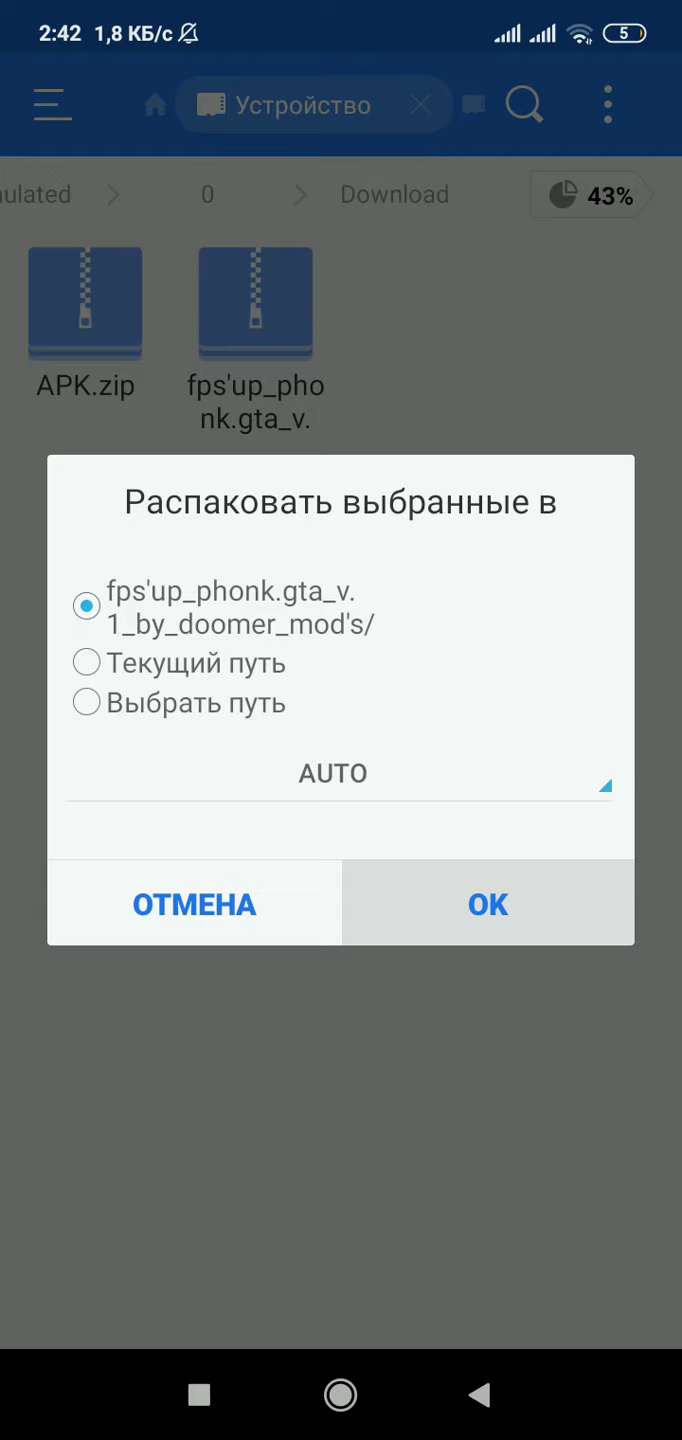 2:42 1,8 КБ/с 5
Устройство
ulated 0 Download 43%
APK.zip
fps'up_pho
nk.gta_v.
Распаковать выбранные в
fps'up_phonk.gta_v.
1_by_doomer_mod's/
Текущий путь
Выбрать путь
AUTO
ОТМЕНА OK